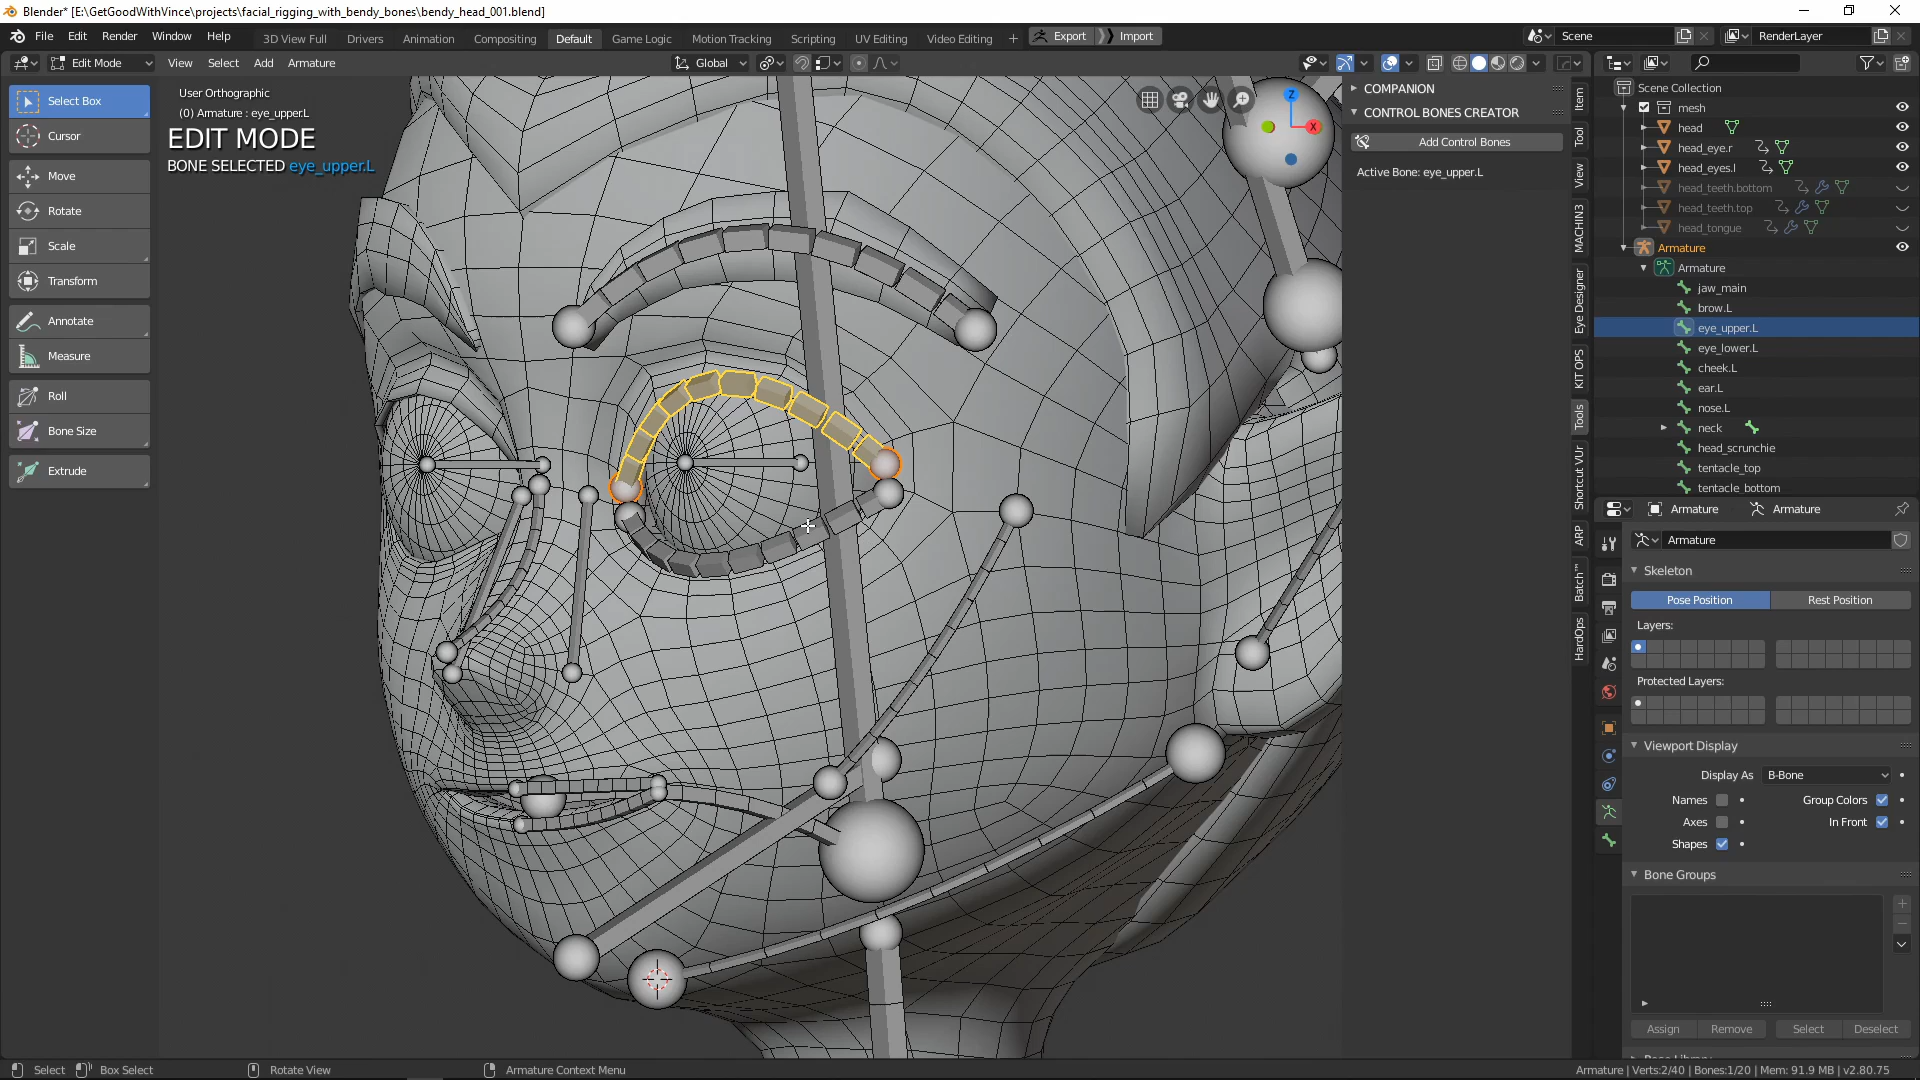 Blender* [E:\GetGoodWithVince\projects\facial_rigging_with_bendy_bones\bendy_head_001.blend]
File Edit Render Window Help
3D View Full Drivers Animation Compositing Default Game Logic Motion Tracking Scripting UV Editing Video Editing + Export Import
Scene RenderLayer
Edit Mode View Select Add Armature Global
User Orthographic
(0) Armature : eye_upper.L
EDIT MODE
BONE SELECTED eye_upper.L
Select Box
Cursor
Move
Rotate
Scale
Transform
Annotate
Measure
Roll
Bone Size
Extrude
Z
X
COMPANION
CONTROL BONES CREATOR
Add Control Bones
Active Bone: eye_upper.L
Item
Tool
View
MACHIN3
Eye Designer
KIT OPS
Tools
Shortcut VUr
ARP
Batch™
HardOps
Scene Collection
mesh
head
head_eye.r
head_eyes.l
head_teeth.bottom
head_teeth.top
head_tongue
Armature
Armature
jaw_main
brow.L
eye_upper.L
eye_lower.L
cheek.L
ear.L
nose.L
neck
head_scrunchie
tentacle_top
tentacle_bottom
Armature Armature
Armature
Skeleton
Pose Position Rest Position
Layers:
Protected Layers:
Viewport Display
Display As B-Bone
Names Group Colors
Axes In Front
Shapes
Bone Groups
Assign Remove Select Deselect
Select Box Select Rotate View Armature Context Menu
Armature | Verts:2/40 | Bones:1/20 | Mem: 91.9 MB | v2.80.75